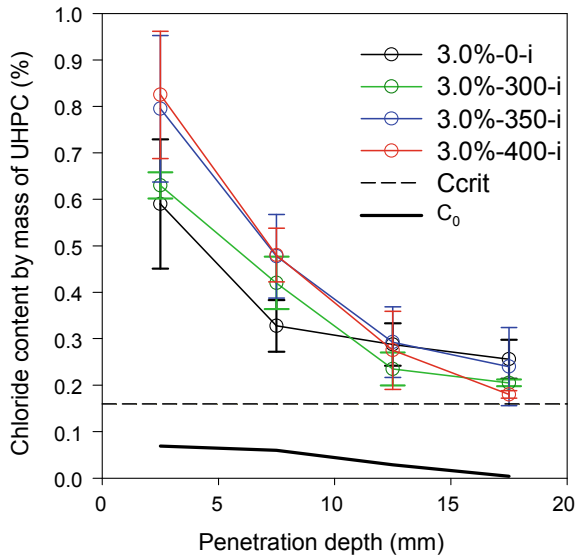 Chloride content by mass of UHPC (%)
1.0
0.9
0.8
0.7
0.6
0.5
0.4
0.3
0.2
0.1
0.0
3.0%-0-i
3.0%-300-i
3.0%-350-i
3.0%-400-i
Ccrit
C₀
0 5 10 15 20
Penetration depth (mm)